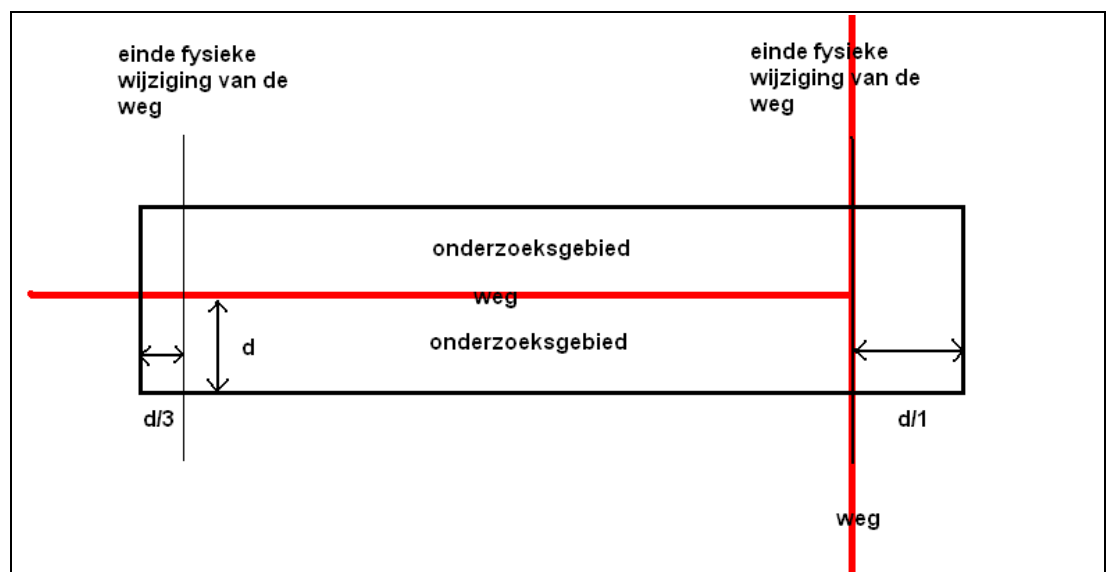 einde fysieke
wijziging van de
weg
einde fysieke
wijziging van de
weg
onderzoeksgebied
weg
onderzoeksgebied
d
d/3
d/1
weg